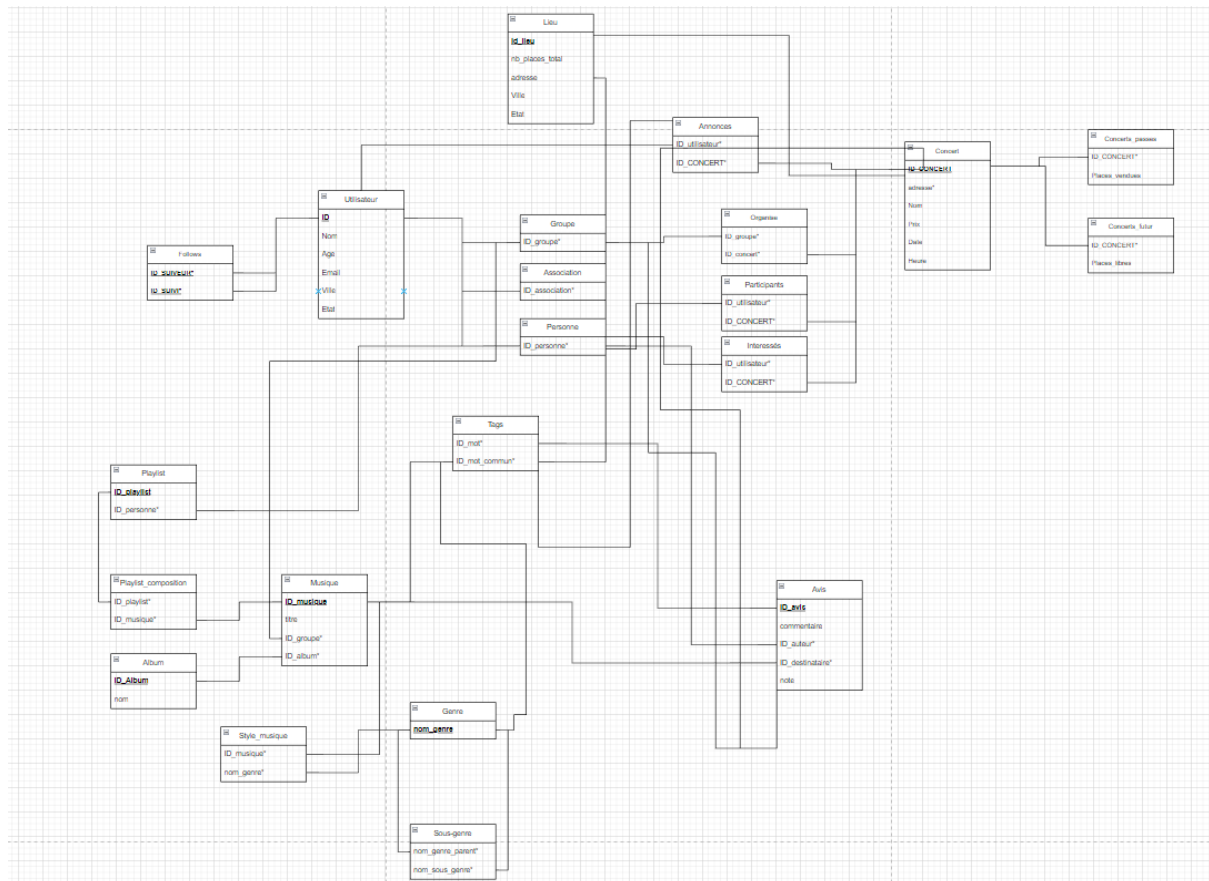 Lieu
Id_lieu
nb_places_total
adresse
Ville
Etat
Annonces
ID_utilisateur*
ID_CONCERT*
Concert
ID_CONCERT
adresse*
Nom
Prix
Date
Heure
Concerts_passes
ID_CONCERT*
Places_vendues
Concerts_futur
ID_CONCERT*
Places_libres
Utilisateur
ID
Nom
Age
Email
Ville
Etat
Follows
ID_SUIVEUR*
ID_SUIVI*
Groupe
ID_groupe*
Association
ID_association*
Personne
ID_personne*
Organise
ID_groupe*
ID_concert*
Participants
ID_utilisateur*
ID_CONCERT*
Interessés
ID_utilisateur*
ID_CONCERT*
Tags
ID_mot*
ID_mot_commun*
Playlist
ID_playlist
ID_personne*
Playlist_composition
ID_playlist*
ID_musique*
Musique
ID_musique
titre
ID_groupe*
ID_album*
Album
ID_Album
nom
Avis
ID_avis
commentaire
ID_auteur*
ID_destinataire*
note
Style_musique
ID_musique*
nom_genre*
Genre
nom_genre
Sous-genre
nom_genre_parent*
nom_sous_genre*